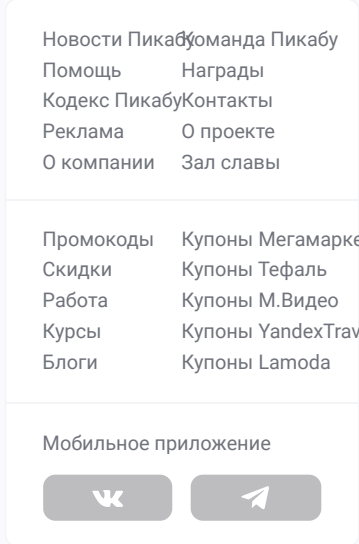 Новости Пикабу Команда Пикабу
Помощь Награды
Кодекс Пикабу Контакты
Реклама О проекте
О компании Зал славы
Промокоды Купоны Мегамарке
Скидки Купоны Тефаль
Работа Купоны М.Видео
Курсы Купоны YandexTrav
Блоги Купоны Lamoda
Мобильное приложение